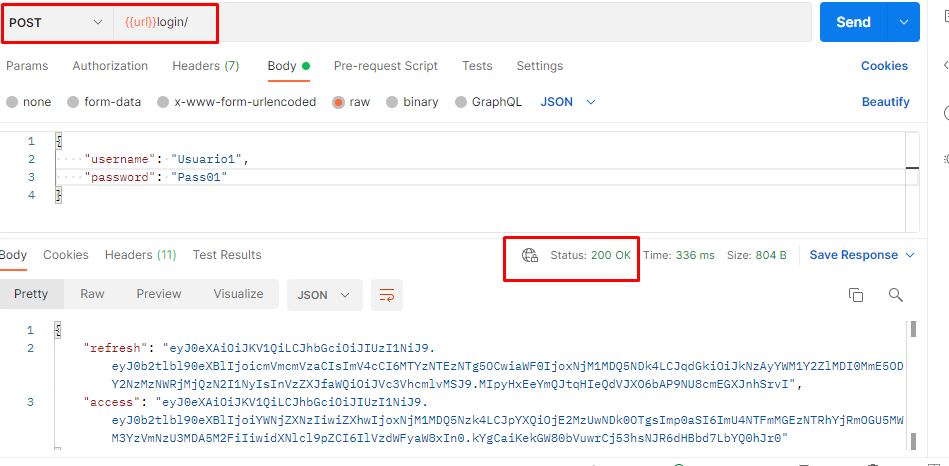 POST {{url}}login/ Send
Params Authorization Headers (7) Body Pre-request Script Tests Settings Cookies
none form-data x-www-form-urlencoded raw binary GraphQL JSON Beautify
1 {
2 "username": "Usuario1",
3 "password": "Pass01"
4 }
Body Cookies Headers (11) Test Results Status: 200 OK Time: 336 ms Size: 804 B Save Response
Pretty Raw Preview Visualize JSON
1 {
2 "refresh": "eyJ0eXAiOiJKV1QiLCJhbGciOiJIUzI1NiJ9.
eyJ0b2tlbl90eXBlIjoicmVmcmVzaCIsImV4cCI6MTYzNTEzNTg5OCwiaWF0IjoxNjM1MDQ5NDk4LCJqdGkiOiJkNzAyYWM1Y2ZlMDI0MmE5OD
Y2NzMzNWRjMjQzN2I1NyIsInVzZXJfaWQiOiJVc3VhcmlvMSJ9.MIpyHxEeYmQJtqHIeQdVJXO6bAP9NU8cmEGXJnhSrvI",
3 "access": "eyJ0eXAiOiJKV1QiLCJhbGciOiJIUzI1NiJ9.
eyJ0b2tlbl90eXBlIjoiYWNjZXNzIiwiZXhwIjoxNjM1MDQ5Nzk4LCJpYXQiOjE2MzUwNDk0OTgsImp0aSI6ImU4NTFmMGEzNTRhYjRmOGU5MW
M3YzVmNzU3MDA5M2FiIiwidXNlcl9pZCI6IlVzdWFyaW8xIn0.kYgCaiKekGW80bVuwrCj53hsNJR6dHBbd7LbYQ0hJr0"